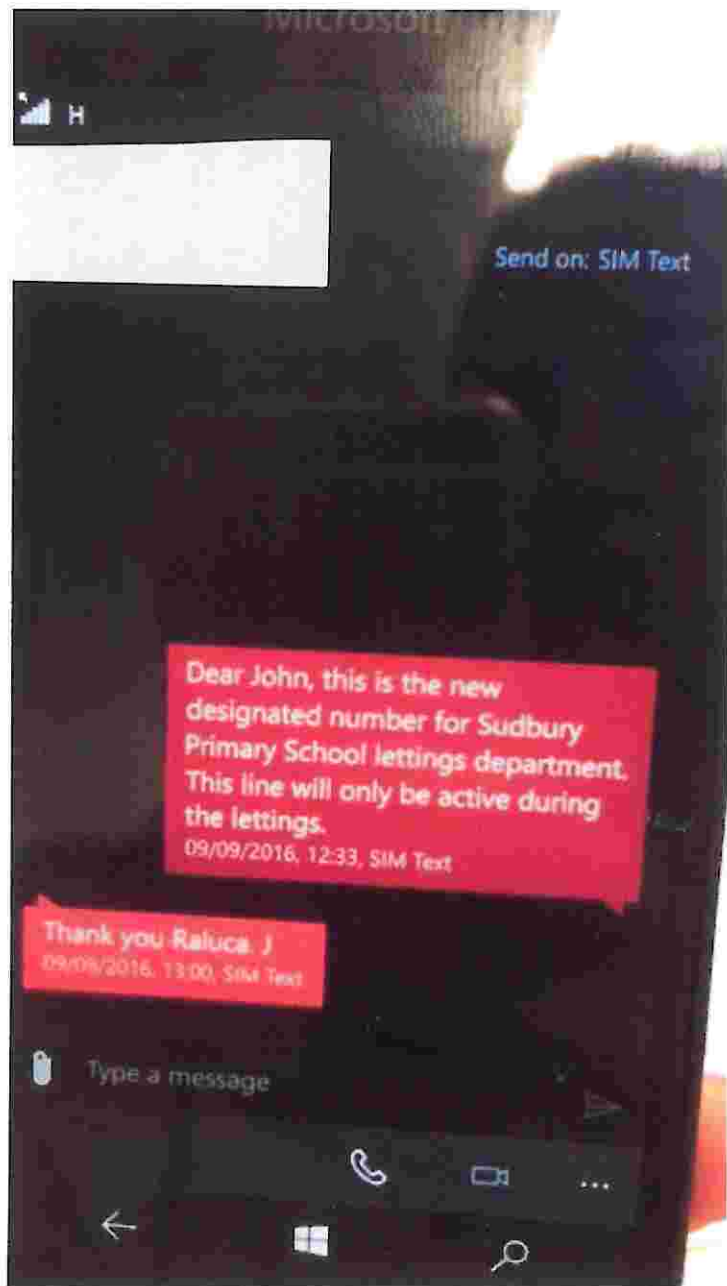 Microsoft
H
Send on: SIM Text
Dear John, this is the new
designated number for Sudbury
Primary School lettings department.
This line will only be active during
the lettings.
09/09/2016, 12:33, SIM Text
Thank you Raluca. J
09/09/2016, 13:00, SIM Text
Type a message
...